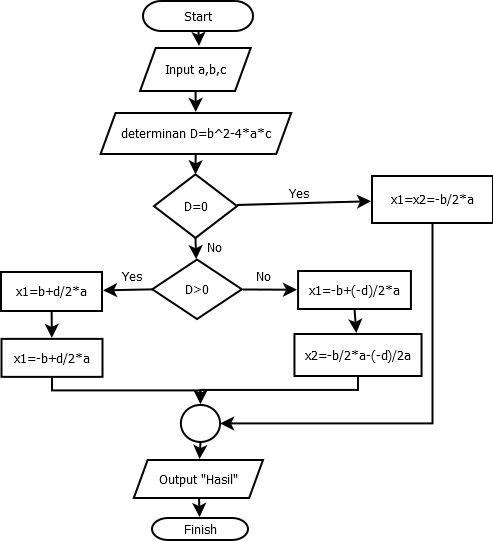 Start
Input a,b,c
determinan D=b^2-4*a*c
D=0
Yes
x1=x2=-b/2*a
No
D>0
Yes
No
x1=b+d/2*a
x1=-b+(-d)/2*a
x1=-b+d/2*a
x2=-b/2*a-(-d)/2a
Output "Hasil"
Finish